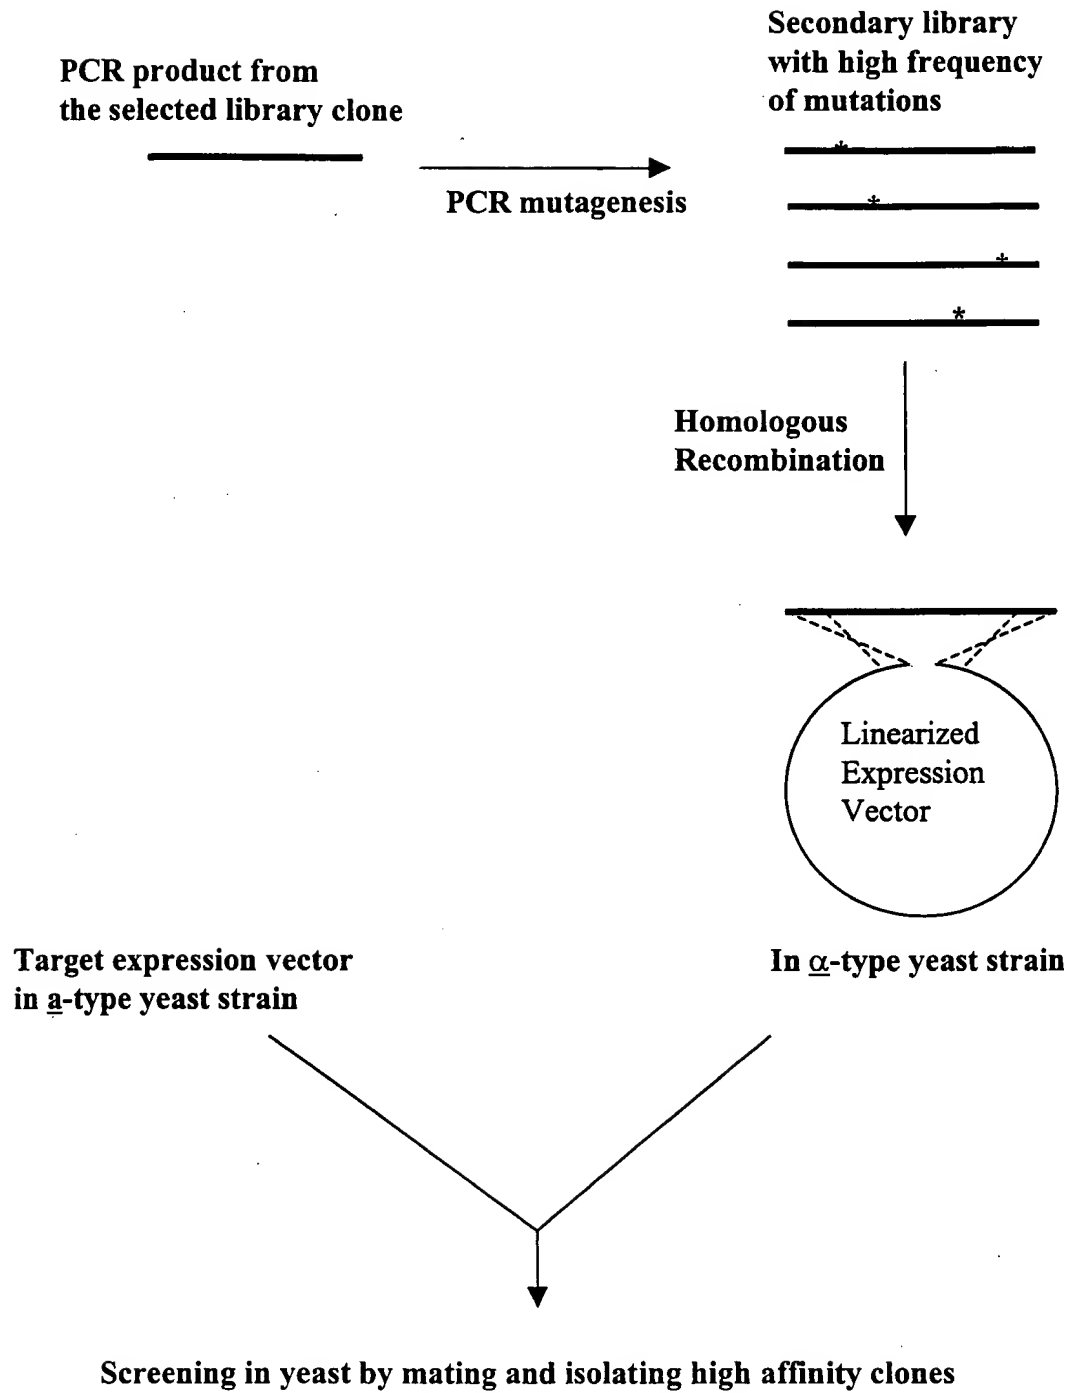 PCR product from
the selected library clone
PCR mutagenesis
Secondary library
with high frequency
of mutations
*
*
*
*
Homologous
Recombination
Linearized
Expression
Vector
Target expression vector
in a-type yeast strain
In α-type yeast strain
Screening in yeast by mating and isolating high affinity clones